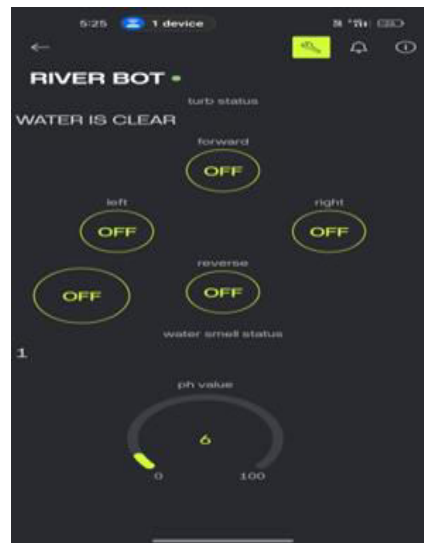 5:25 1 device
RIVER BOT
turb status
WATER IS CLEAR
forward
OFF
left right
OFF OFF
reverse
OFF OFF
water smell status
1
ph value
6
0 100